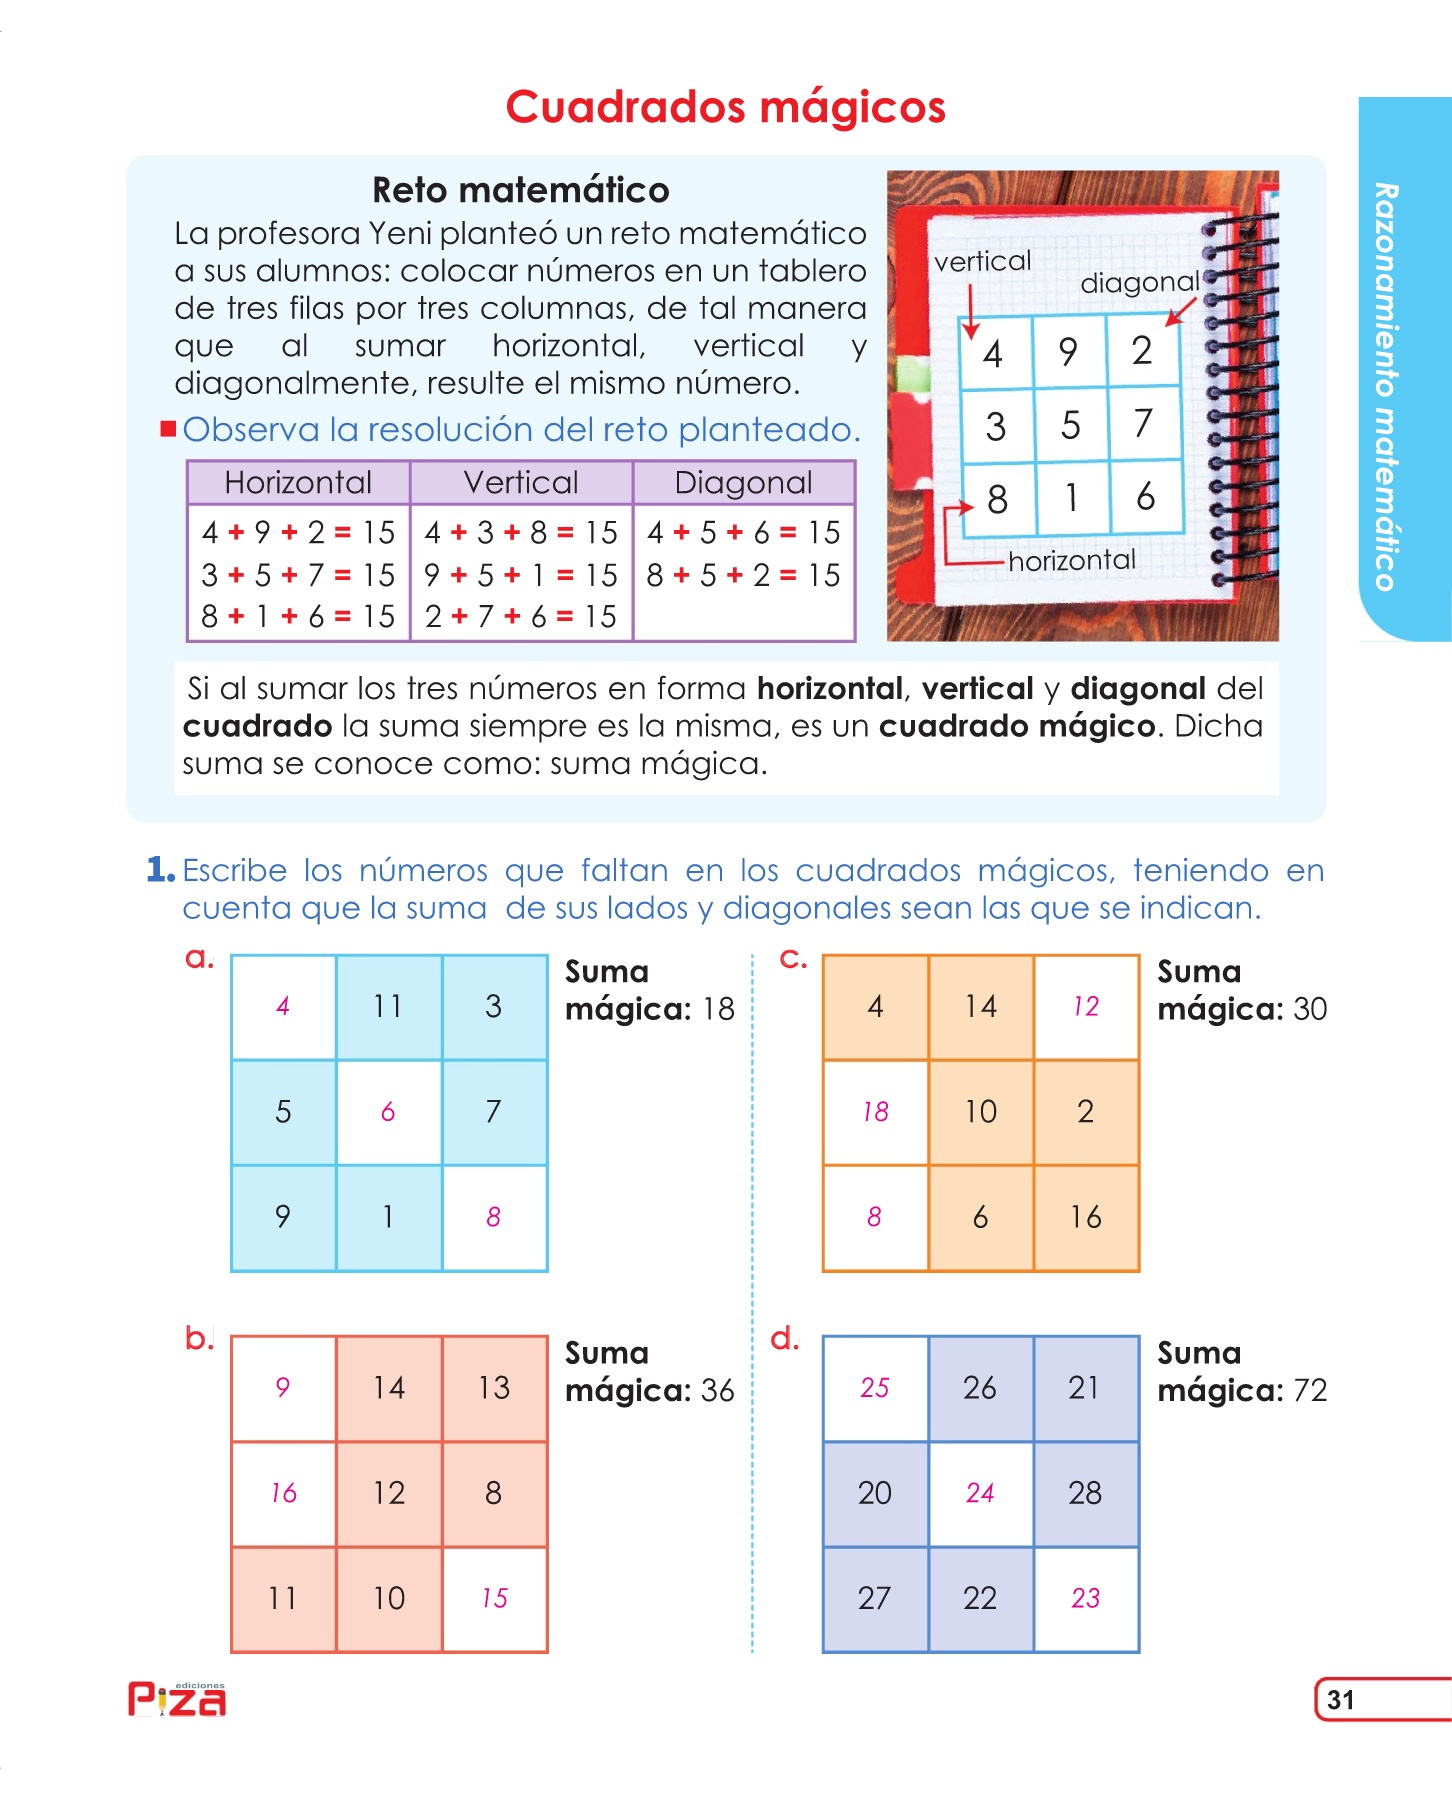 Cuadrados mágicos
Razonamiento matemático
Reto matemático
La profesora Yeni planteó un reto matemático
a sus alumnos: colocar números en un tablero
de tres filas por tres columnas, de tal manera
que al sumar horizontal, vertical y
diagonalmente, resulte el mismo número.
Observa la resolución del reto planteado.
Horizontal Vertical Diagonal
4 + 9 + 2 = 15 4 + 3 + 8 = 15 4 + 5 + 6 = 15
3 + 5 + 7 = 15 9 + 5 + 1 = 15 8 + 5 + 2 = 15
8 + 1 + 6 = 15 2 + 7 + 6 = 15
vertical
diagonal
4 9 2
3 5 7
8 1 6
horizontal
Si al sumar los tres números en forma horizontal, vertical y diagonal del
cuadrado la suma siempre es la misma, es un cuadrado mágico. Dicha
suma se conoce como: suma mágica.
1. Escribe los números que faltan en los cuadrados mágicos, teniendo en
cuenta que la suma de sus lados y diagonales sean las que se indican.
a.
4 11 3
5 6 7
9 1 8
Suma
mágica: 18
b.
9 14 13
16 12 8
11 10 15
Suma
mágica: 36
c.
4 14 12
18 10 2
8 6 16
Suma
mágica: 30
d.
25 26 21
20 24 28
27 22 23
Suma
mágica: 72
ediciones
Piza
31